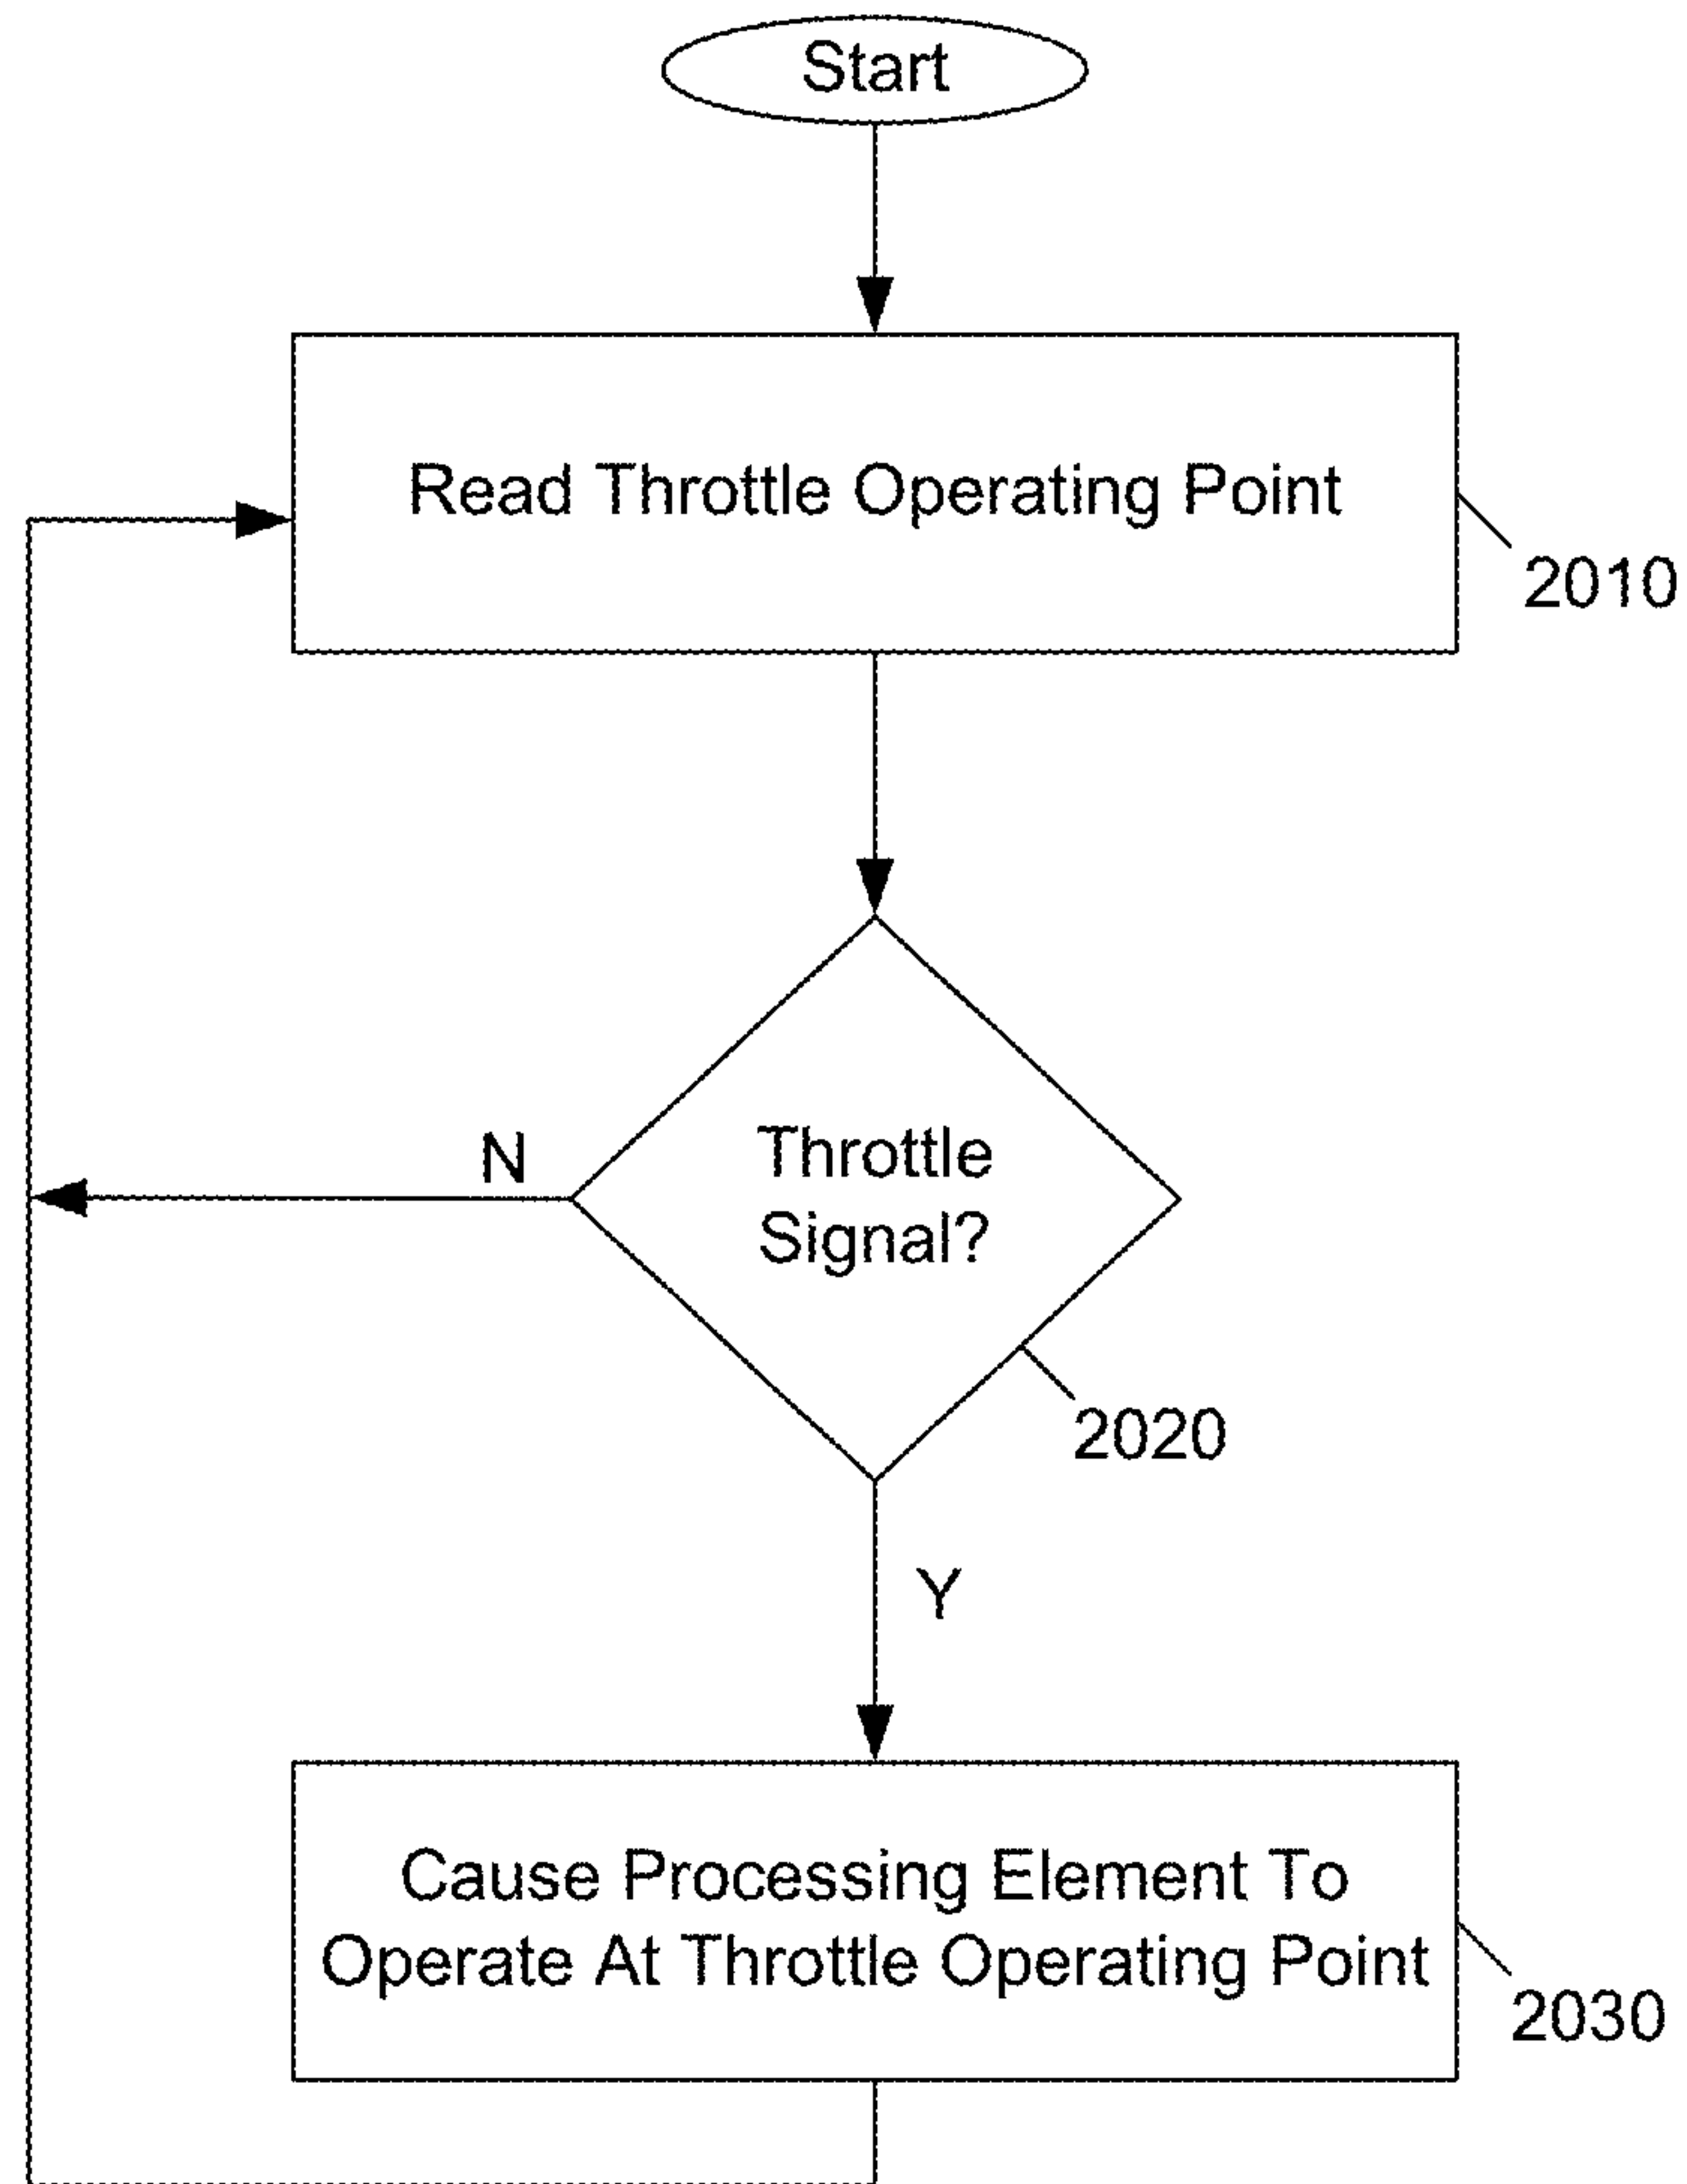 Start
Read Throttle Operating Point
2010
N
Throttle
Signal?
2020
Y
Cause Processing Element To
Operate At Throttle Operating Point
2030